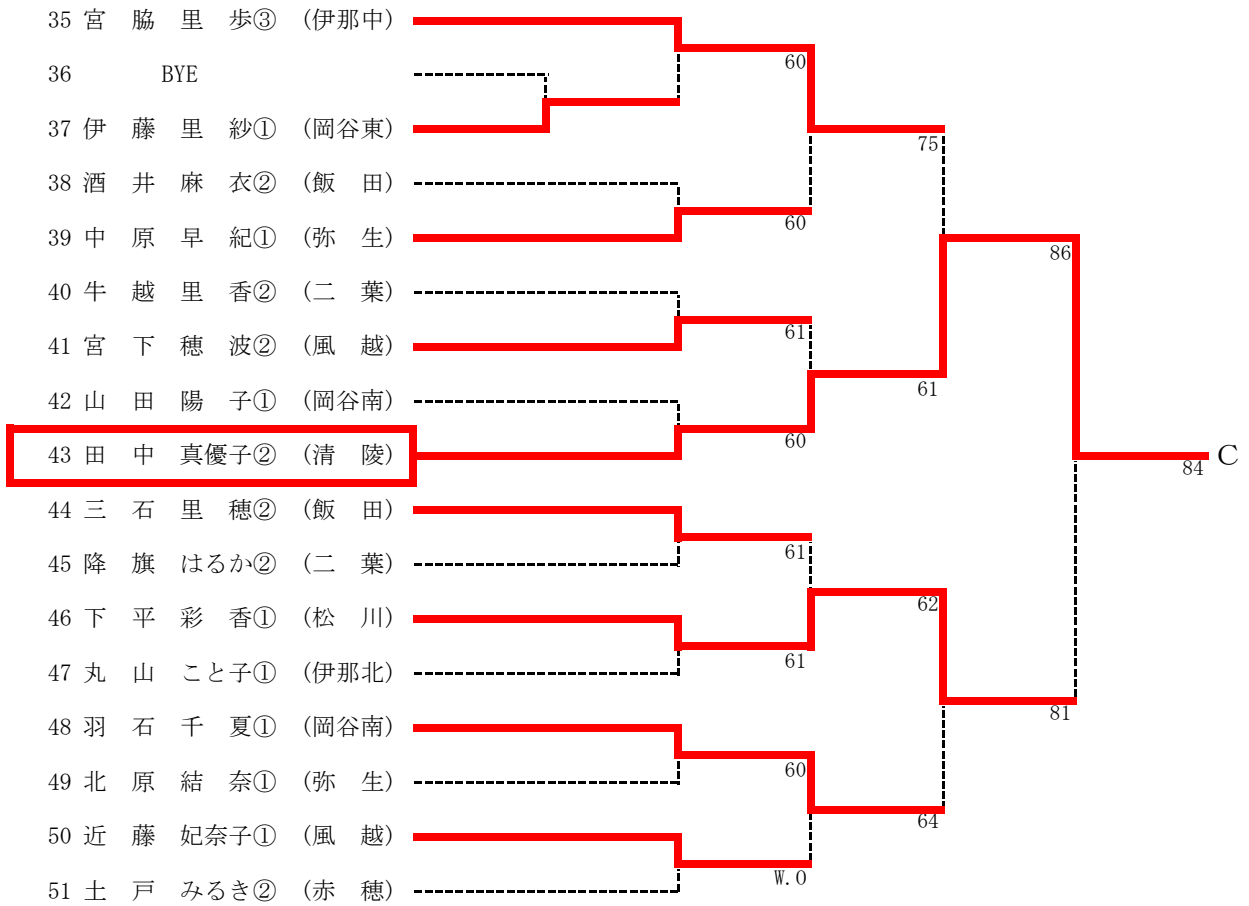 35 宮 脇 里 歩③ (伊那中)
60
36 BYE
37 伊 藤 里 紗① (岡谷東)
75
38 酒 井 麻 衣② (飯 田)
60
39 中 原 早 紀① (弥 生)
86
40 牛 越 里 香② (二 葉)
61
41 宮 下 穂 波② (風 越)
61
42 山 田 陽 子① (岡谷南)
60
43 田 中 真優子② (清 陵)
84 C
44 三 石 里 穂② (飯 田)
61
45 降 旗 はるか② (二 葉)
62
46 下 平 彩 香① (松 川)
61
47 丸 山 こと子① (伊那北)
81
48 羽 石 千 夏① (岡谷南)
60
49 北 原 結 奈① (弥 生)
64
50 近 藤 妃奈子① (風 越)
W.O
51 土 戸 みるき② (赤 穂)